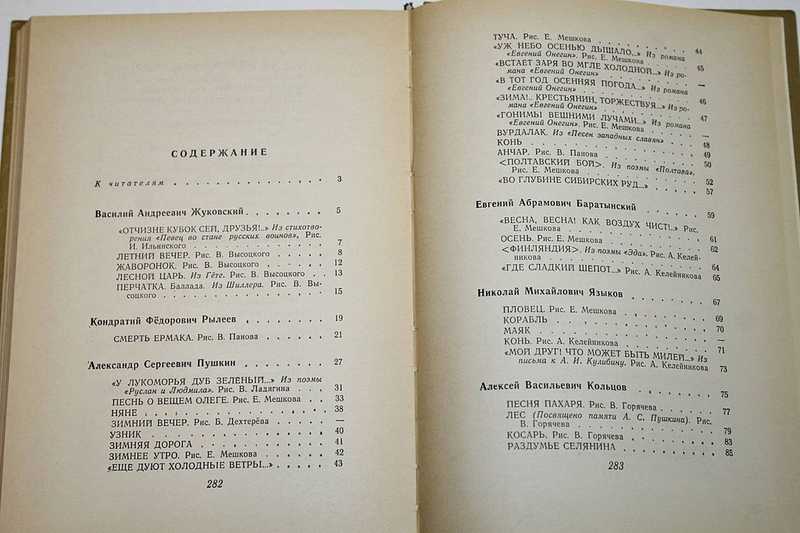 СОДЕРЖАНИЕ
К читателям . . . . . . . . . . . . . . . 3
Василий Андреевич Жуковский . . . . . . . . 5
«ОТЧИЗНЕ КУБОК СЕЙ, ДРУЗЬЯ!..» Из стихотво-
рения «Певец во стане русских воинов», Рис.
И. Ильинского . . . . . . . . . . . . . 7
ЛЕТНИЙ ВЕЧЕР. Рис. В. Высоцкого . . . . . . 8
ЖАВОРОНОК. Рис. В. Высоцкого . . . . . . 12
ЛЕСНОЙ ЦАРЬ. Из Гёте. Рис. В. Высоцкого . . 13
ПЕРЧАТКА. Баллада. Из Шиллера. Рис. В. Вы-
соцкого . . . . . . . . . . . . . . . 15
Кондратий Фёдорович Рылеев . . . . . . . . 19
СМЕРТЬ ЕРМАКА. Рис. В. Панова . . . . . . 21
Александр Сергеевич Пушкин . . . . . . . . 27
«У ЛУКОМОРЬЯ ДУБ ЗЕЛЁНЫЙ...» Из поэмы
«Руслан и Людмила». Рис. В. Ладягина . . . 31
ПЕСНЬ О ВЕЩЕМ ОЛЕГЕ. Рис. Е. Мешкова . . . 33
НЯНЕ . . . . . . . . . . . . . . . . 38
ЗИМНИЙ ВЕЧЕР. Рис. Б. Дехтерёва . . . . . —
УЗНИК . . . . . . . . . . . . . . . 40
ЗИМНЯЯ ДОРОГА . . . . . . . . . . . . 41
ЗИМНЕЕ УТРО. Рис. Е. Мешкова . . . . . . 42
«ЕЩЕ ДУЮТ ХОЛОДНЫЕ ВЕТРЫ...» . . . . . 43
282
ТУЧА. Рис. Е. Мешкова . . . . . . . . . . 44
«УЖ НЕБО ОСЕНЬЮ ДЫШАЛО...» Из романа
«Евгений Онегин». Рис. Е. Мешкова . . . . . 45
«ВСТАЕТ ЗАРЯ ВО МГЛЕ ХОЛОДНОЙ...» Из ро-
мана «Евгений Онегин» . . . . . . . . . —
«В ТОТ ГОД ОСЕННЯЯ ПОГОДА...» Из романа
«Евгений Онегин» . . . . . . . . . . . 46
«ЗИМА!.. КРЕСТЬЯНИН, ТОРЖЕСТВУЯ...» Из ро-
мана «Евгений Онегин» . . . . . . . . . 47
«ГОНИМЫ ВЕШНИМИ ЛУЧАМИ...» Из романа
«Евгений Онегин». Рис. Е. Мешкова . . . . . —
ВУРДАЛАК. Из «Песен западных славян» . . . . 48
КОНЬ . . . . . . . . . . . . . . . . 49
АНЧАР. Рис. В. Панова . . . . . . . . . . 50
<ПОЛТАВСКИЙ БОЙ>. Из поэмы «Полтава».
Рис. Е. Мешкова . . . . . . . . . . . 52
«ВО ГЛУБИНЕ СИБИРСКИХ РУД...» . . . . . . 57
Евгений Абрамович Баратынский . . . . . . . 59
«ВЕСНА, ВЕСНА! КАК ВОЗДУХ ЧИСТ!..» Рис.
Е. Мешкова . . . . . . . . . . . . . 61
ОСЕНЬ. Рис. Е. Мешкова . . . . . . . . . 62
<ФИНЛЯНДИЯ>. Из поэмы «Эда». Рис. А. Келей-
никова . . . . . . . . . . . . . . . 64
«ГДЕ СЛАДКИЙ ШЕПОТ...» Рис. А. Келейникова 65
Николай Михайлович Языков . . . . . . . . 67
ПЛОВЕЦ. Рис. Е. Мешкова . . . . . . . . 69
КОРАБЛЬ . . . . . . . . . . . . . . . 70
МАЯК . . . . . . . . . . . . . . . . —
КОНЬ. Рис. А. Келейникова . . . . . . . . 71
«МОЙ ДРУГ! ЧТО МОЖЕТ БЫТЬ МИЛЕЙ...» Из
письма к А. И. Кулибину. Рис. А. Келейникова 73
Алексей Васильевич Кольцов . . . . . . . . 75
ПЕСНЯ ПАХАРЯ. Рис. В. Горячева . . . . . . 77
ЛЕС (Посвящено памяти А. С. Пушкина). Рис.
В. Горячева . . . . . . . . . . . . . 79
КОСАРЬ. Рис. В. Горячева . . . . . . . . 83
РАЗДУМЬЕ СЕЛЯНИНА . . . . . . . . . . 85
283